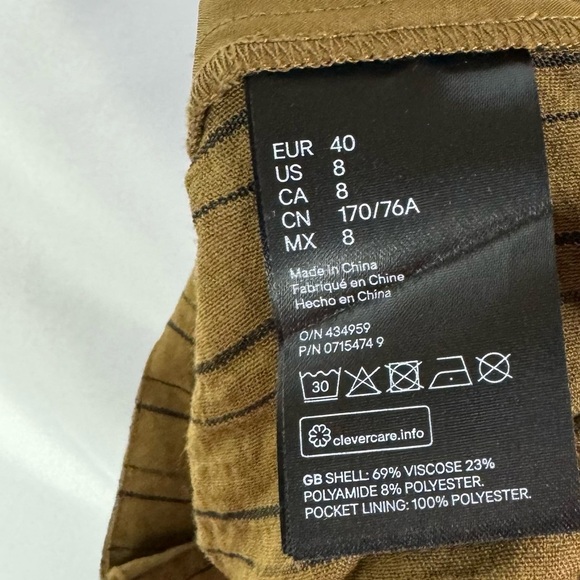 EUR 40
US 8
CA 8
CN 170/76A
MX 8
Made in China
Fabriqué en Chine
Hecho en China
O/N 434959
P/N 0715474 9
30
clevercare.info
GB SHELL: 69% VISCOSE 23%
POLYAMIDE 8% POLYESTER.
POCKET LINING: 100% POLYESTER.